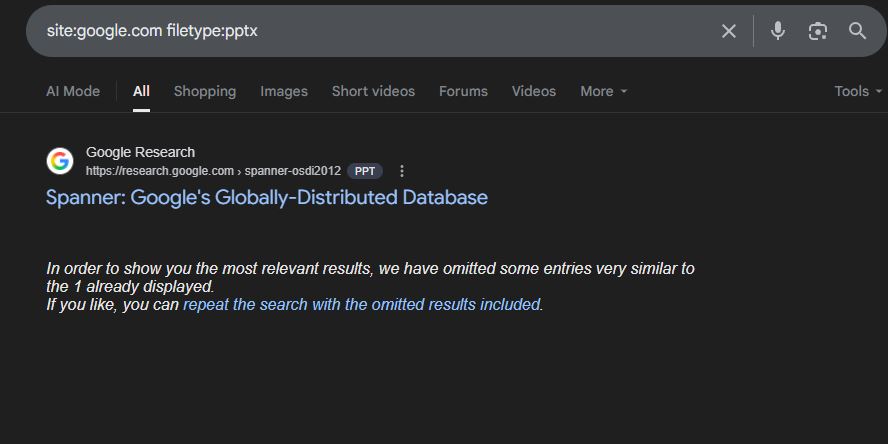 site:google.com filetype:pptx
AI Mode All Shopping Images Short videos Forums Videos More Tools
Google Research
https://research.google.com › spanner-osdi2012 PPT
Spanner: Google's Globally-Distributed Database
In order to show you the most relevant results, we have omitted some entries very similar to
the 1 already displayed.
If you like, you can repeat the search with the omitted results included.